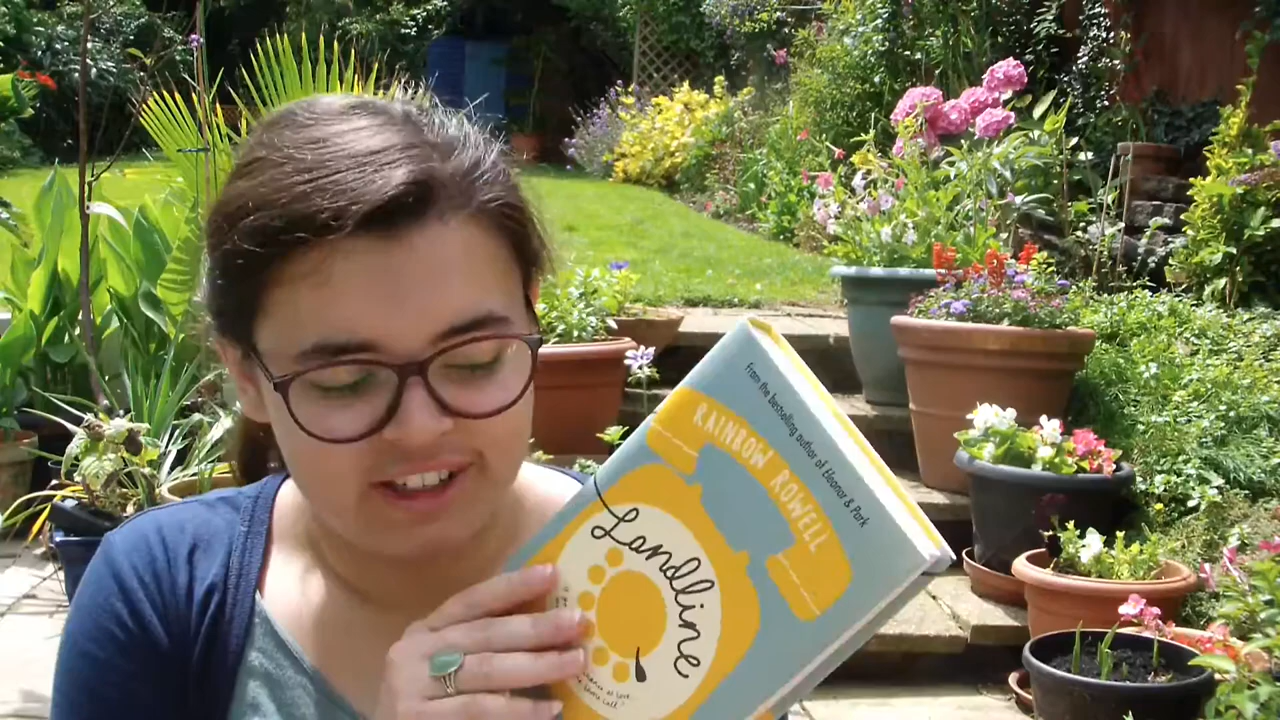 from the bestselling author of Eleanor & Park
RAINBOW ROWELL
Landline